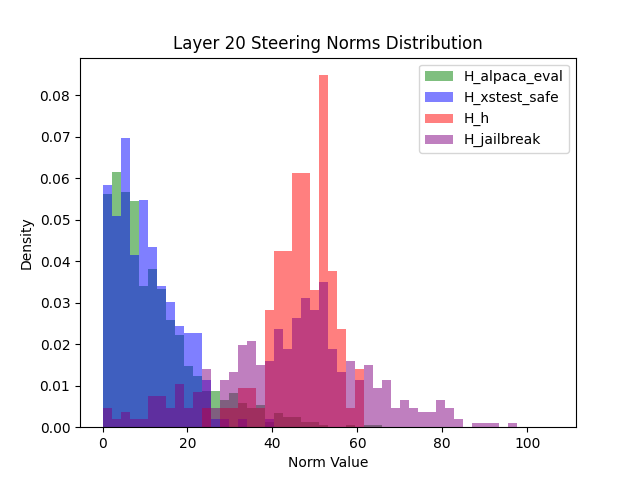 Layer 20 Steering Norms Distribution
H_alpaca_eval
H_xstest_safe
H_h
H_jailbreak
Density
0.08
0.07
0.06
0.05
0.04
0.03
0.02
0.01
0.00
0 20 40 60 80 100
Norm Value